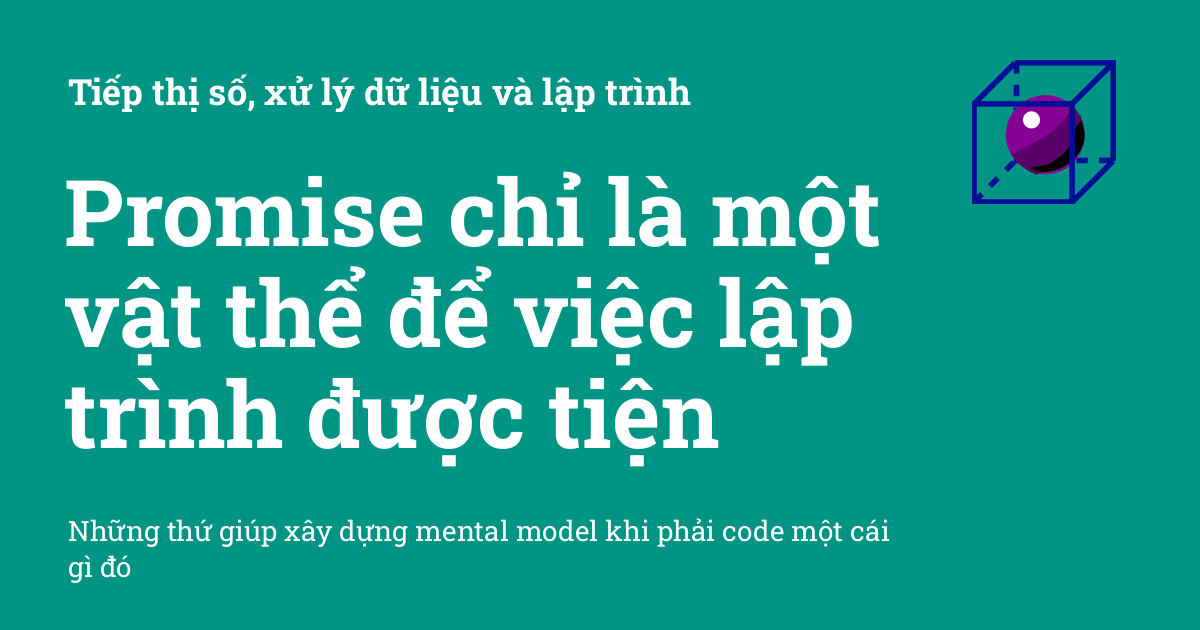 Tiếp thị số, xử lý dữ liệu và lập trình
Promise chỉ là một
vật thể để việc lập
trình được tiện
Những thứ giúp xây dựng mental model khi phải code một cái
gì đó